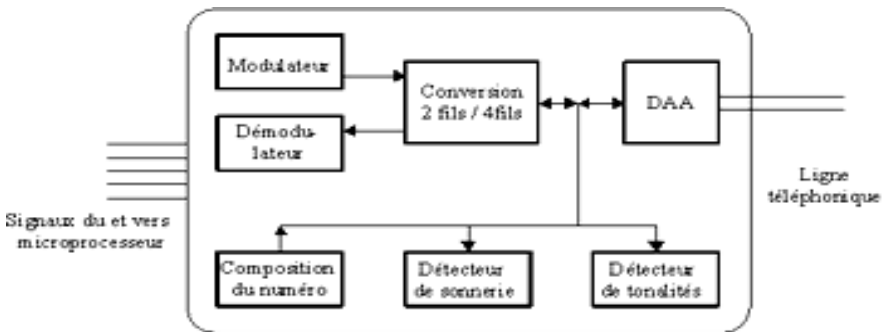 Modulateur
Conversion
2 fils / 4fils
DAA
Démodu-
lateur
Ligne
téléphonique
Signaux du et vers
microprocesseur
Composition
du numéro
Détecteur
de sonnerie
Détecteur
de tonalités